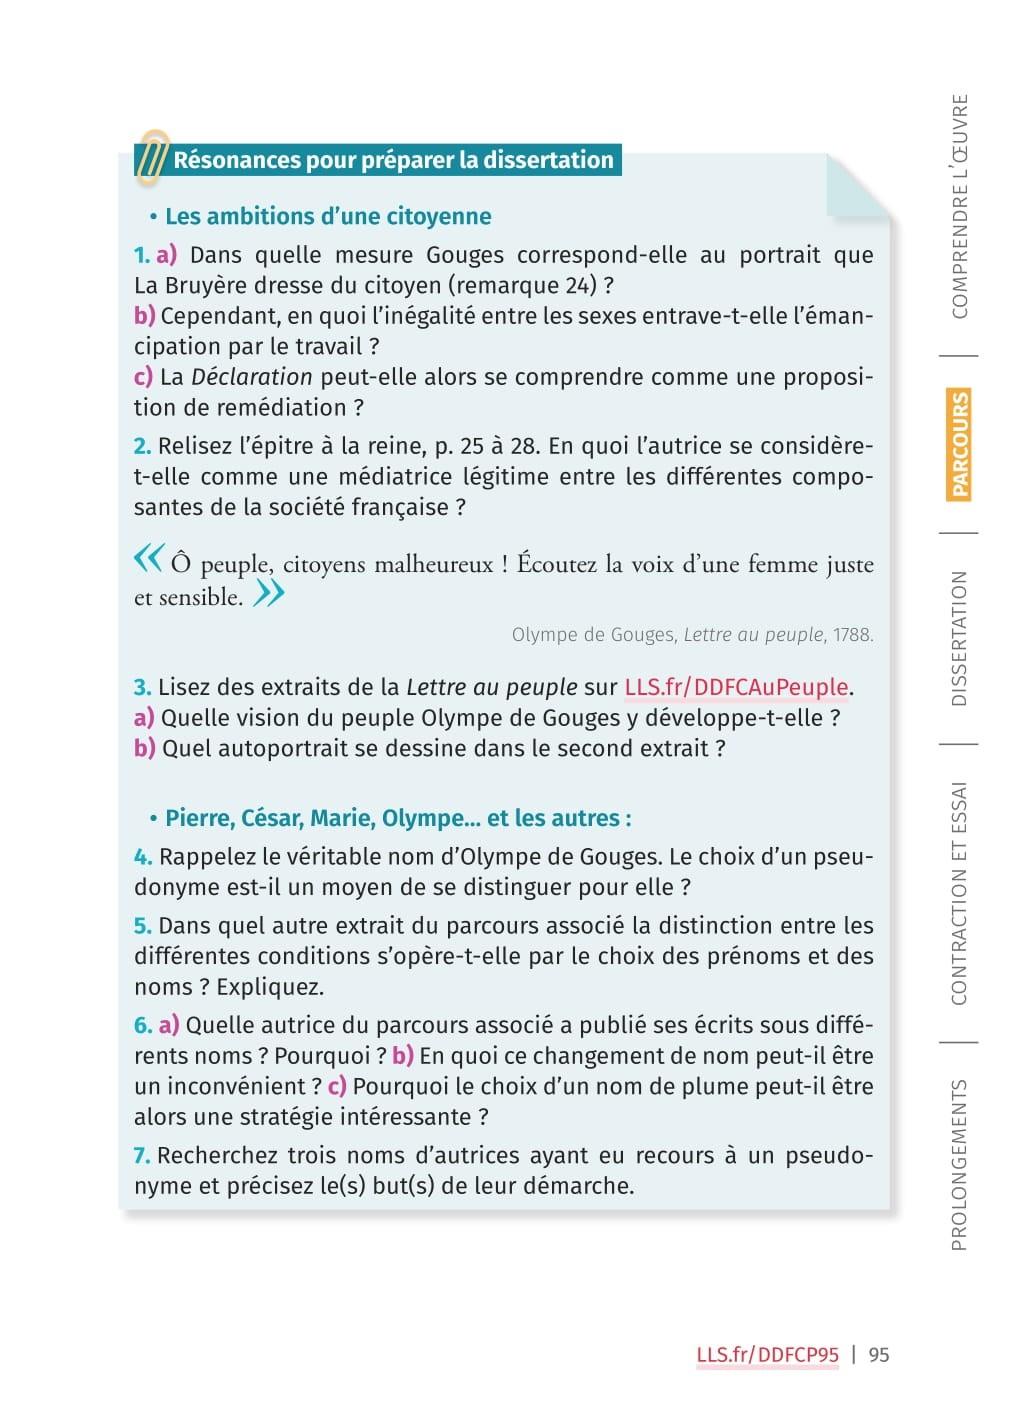 Résonances pour préparer la dissertation
• Les ambitions d’une citoyenne
1. a) Dans quelle mesure Gouges correspond-elle au portrait que
La Bruyère dresse du citoyen (remarque 24) ?
b) Cependant, en quoi l’inégalité entre les sexes entrave-t-elle l’éman-
cipation par le travail ?
c) La Déclaration peut-elle alors se comprendre comme une proposi-
tion de remédiation ?
2. Relisez l’épitre à la reine, p. 25 à 28. En quoi l’autrice se considère-
t-elle comme une médiatrice légitime entre les différentes compo-
santes de la société française ?
« Ô peuple, citoyens malheureux ! Écoutez la voix d’une femme juste
et sensible. »
Olympe de Gouges, Lettre au peuple, 1788.
3. Lisez des extraits de la Lettre au peuple sur LLS.fr/DDFCAuPeuple.
a) Quelle vision du peuple Olympe de Gouges y développe-t-elle ?
b) Quel autoportrait se dessine dans le second extrait ?
• Pierre, César, Marie, Olympe... et les autres :
4. Rappelez le véritable nom d’Olympe de Gouges. Le choix d’un pseu-
donyme est-il un moyen de se distinguer pour elle ?
5. Dans quel autre extrait du parcours associé la distinction entre les
différentes conditions s’opère-t-elle par le choix des prénoms et des
noms ? Expliquez.
6. a) Quelle autrice du parcours associé a publié ses écrits sous diffé-
rents noms ? Pourquoi ? b) En quoi ce changement de nom peut-il être
un inconvénient ? c) Pourquoi le choix d’un nom de plume peut-il être
alors une stratégie intéressante ?
7. Recherchez trois noms d’autrices ayant eu recours à un pseudo-
nyme et précisez le(s) but(s) de leur démarche.
COMPRENDRE L’ŒUVRE
PARCOURS
DISSERTATION
CONTRACTION ET ESSAI
PROLONGEMENTS
LLS.fr/DDFCP95 | 95